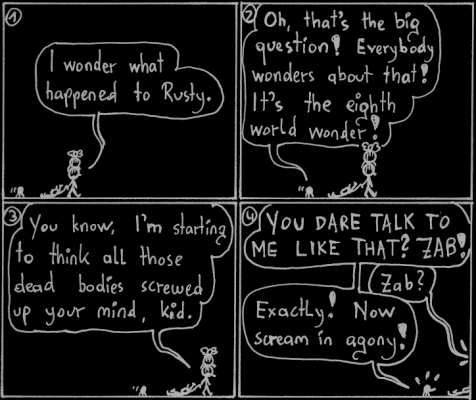 1
I wonder what
happened to Rusty.
2
Oh, that's the big
question! Everybody
wonders about that!
It's the eighth
world wonder!
3
You know, I'm starting
to think all those
dead bodies screwed
up your mind, kid.
4
YOU DARE TALK TO
ME LIKE THAT? ZAB!
Zab?
Exactly! Now
scream in agony!